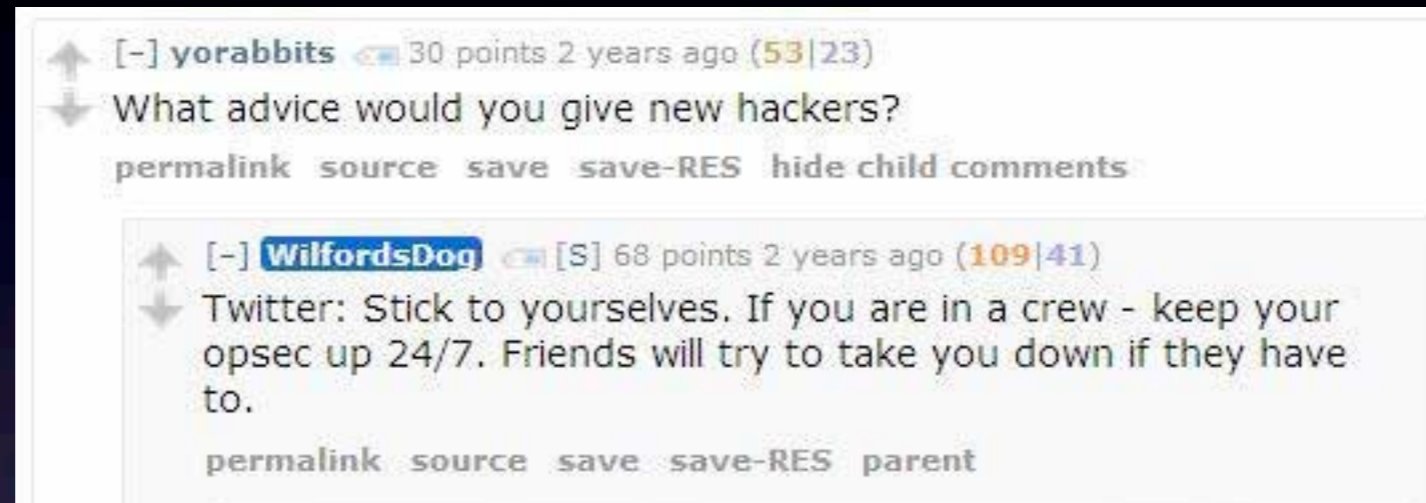 [-] yorabbits 30 points 2 years ago (53|23)
What advice would you give new hackers?
permalink source save save-RES hide child comments
[-] WilfordsDog [S] 68 points 2 years ago (109|41)
Twitter: Stick to yourselves. If you are in a crew - keep your
opsec up 24/7. Friends will try to take you down if they have
to.
permalink source save save-RES parent